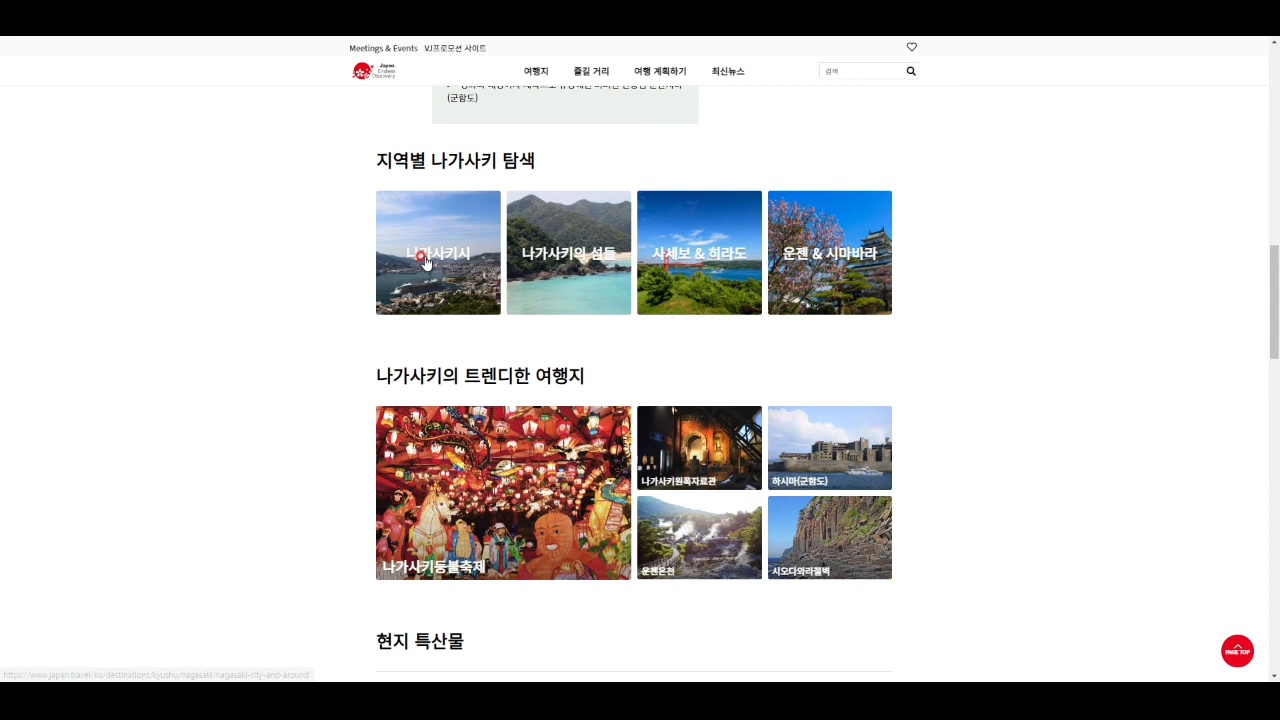 Meetings & Events VJ프로모션 사이트
Japan.
Endless
Discovery.
여행지 즐길 거리 여행 계획하기 최신뉴스
검색
(군함도)
지역별 나가사키 탐색
나가사키시 나가사키의 섬들 사세보 & 히라도 운젠 & 시마바라
나가사키의 트렌디한 여행지
나가사키원폭자료관 하시마(군함도)
나가사키등불축제 운젠온천 시오다와라절벽
현지 특산물
PAGE TOP
https://www.japan.travel/ko/destinations/kyushu/nagasaki/nagasaki-city-and-around/